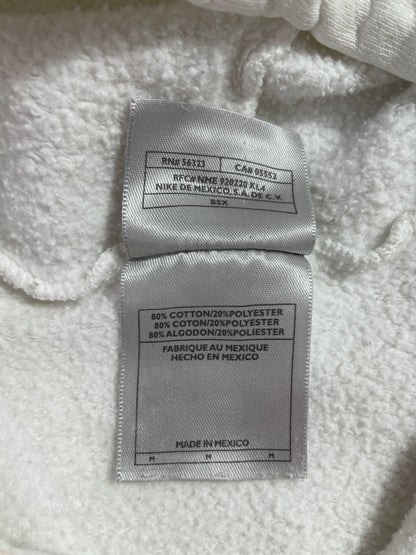 RN# 56323 CA# 05553
RFC# NME 920220 KL4
NIKE DE MEXICO, S.A. DE C.V.
BSX
80% COTTON/20%POLYESTER
80% COTON/20%POLYESTER
80% ALGODON/20%POLIESTER
FABRIQUE AU MEXIQUE
HECHO EN MEXICO
MADE IN MEXICO
M M M